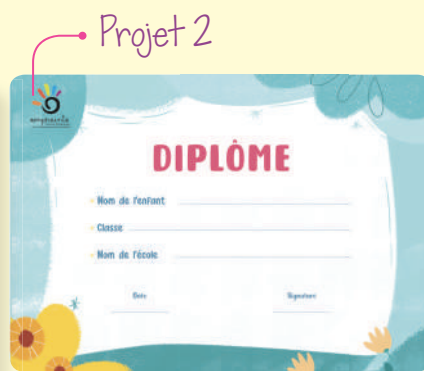 Projet 2
DIPLÔME
Nom de l'enfant
Classe
Nom de l'école
Date Signature